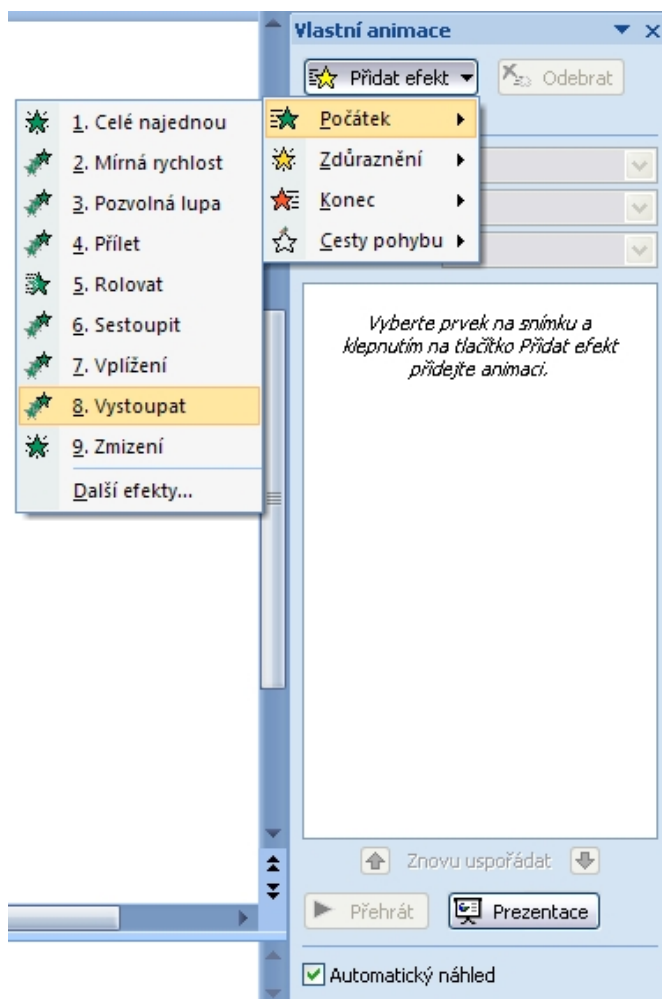 Vlastní animace
Přidat efekt
Odebrat
Počátek
Zdůraznění
Konec
Cesty pohybu
1. Celé najednou
2. Mírná rychlost
3. Pozvolná lupa
4. Přílet
5. Rolovat
6. Sestoupit
7. Vplížení
8. Vystoupat
9. Zmizení
Další efekty...
Vyberte prvek na snímku a
klepnutím na tlačítko Přidat efekt
přidejte animaci.
Znovu uspořádat
Přehrát
Prezentace
Automatický náhled